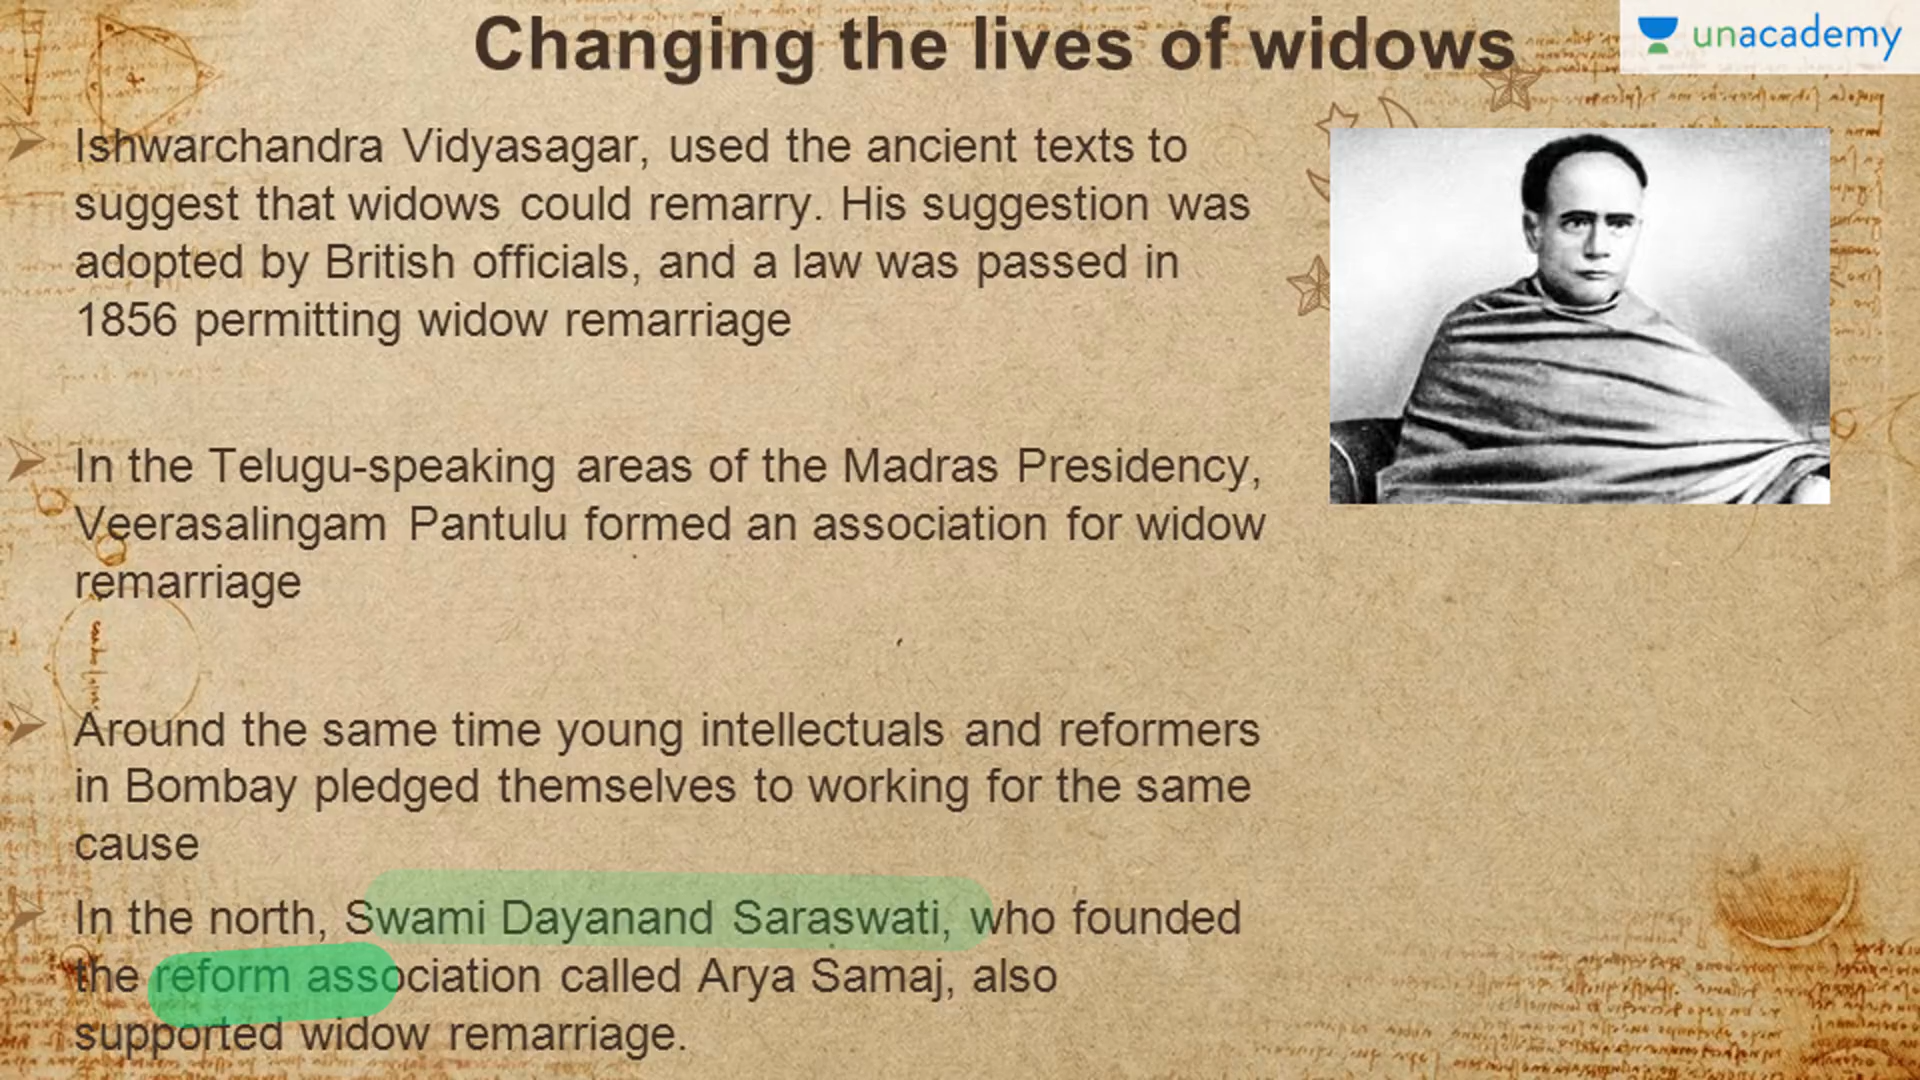 Changing the lives of widows
unacademy
Ishwarchandra Vidyasagar, used the ancient texts to
suggest that widows could remarry. His suggestion was
adopted by British officials, and a law was passed in
1856 permitting widow remarriage
In the Telugu-speaking areas of the Madras Presidency,
Veerasalingam Pantulu formed an association for widow
remarriage
Around the same time young intellectuals and reformers
in Bombay pledged themselves to working for the same
cause
In the north, Swami Dayanand Saraswati, who founded
the reform association called Arya Samaj, also
supported widow remarriage.